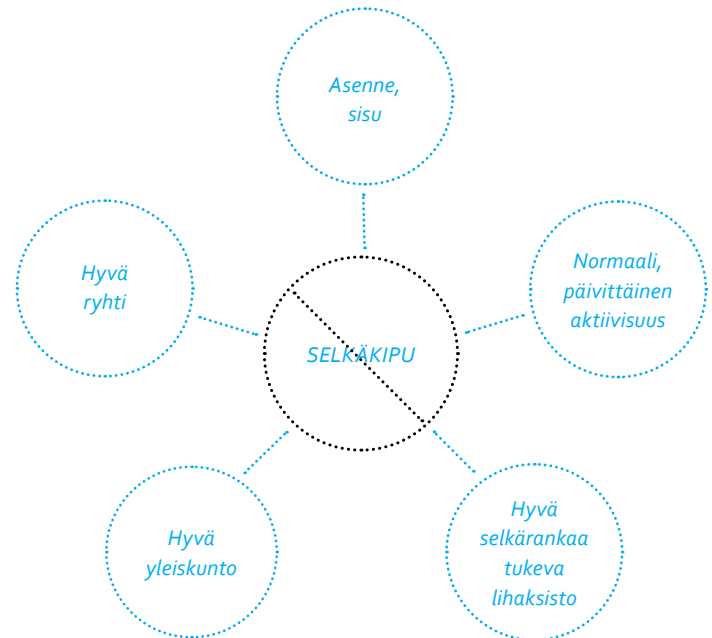 Asenne,
sisu
Hyvä
ryhti
Normaali,
päivittäinen
aktiivisuus
SELKÄKIPU
Hyvä
yleiskunto
Hyvä
selkärankaa
tukeva
lihaksisto